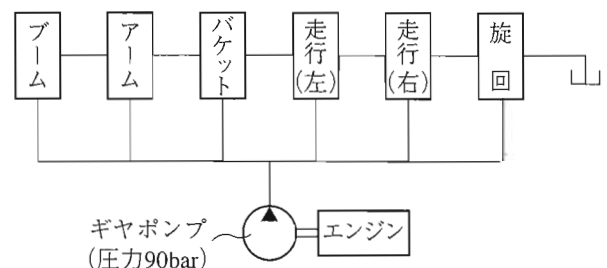 ブーム
アーム
バケット
走行(左)
走行(右)
旋回
ギヤポンプ
(圧力90bar)
エンジン